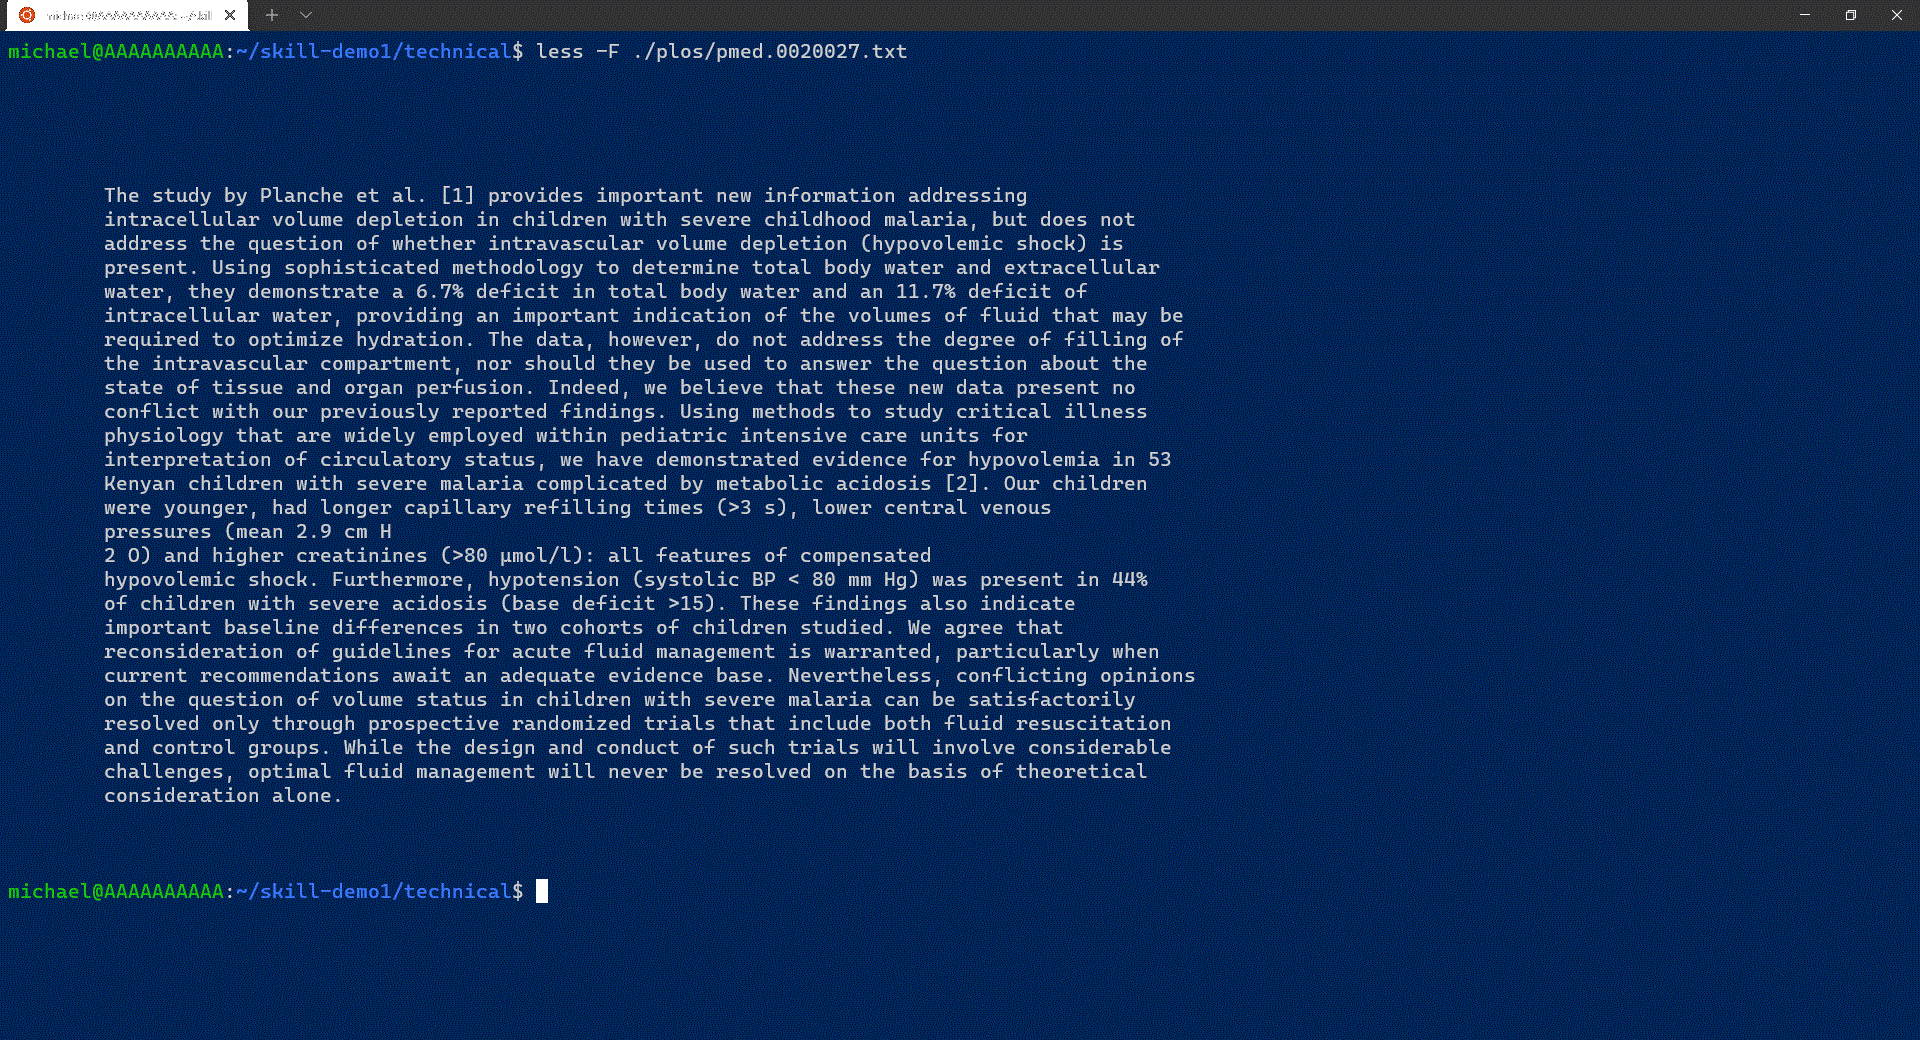 michael@AAAAAAAAAA: ~/skill
michael@AAAAAAAAAA:~/skill-demo1/technical$ less -F ./plos/pmed.0020027.txt
The study by Planche et al. [1] provides important new information addressing
intracellular volume depletion in children with severe childhood malaria, but does not
address the question of whether intravascular volume depletion (hypovolemic shock) is
present. Using sophisticated methodology to determine total body water and extracellular
water, they demonstrate a 6.7% deficit in total body water and an 11.7% deficit of
intracellular water, providing an important indication of the volumes of fluid that may be
required to optimize hydration. The data, however, do not address the degree of filling of
the intravascular compartment, nor should they be used to answer the question about the
state of tissue and organ perfusion. Indeed, we believe that these new data present no
conflict with our previously reported findings. Using methods to study critical illness
physiology that are widely employed within pediatric intensive care units for
interpretation of circulatory status, we have demonstrated evidence for hypovolemia in 53
Kenyan children with severe malaria complicated by metabolic acidosis [2]. Our children
were younger, had longer capillary refilling times (>3 s), lower central venous
pressures (mean 2.9 cm H
2 O) and higher creatinines (>80 μmol/l): all features of compensated
hypovolemic shock. Furthermore, hypotension (systolic BP < 80 mm Hg) was present in 44%
of children with severe acidosis (base deficit >15). These findings also indicate
important baseline differences in two cohorts of children studied. We agree that
reconsideration of guidelines for acute fluid management is warranted, particularly when
current recommendations await an adequate evidence base. Nevertheless, conflicting opinions
on the question of volume status in children with severe malaria can be satisfactorily
resolved only through prospective randomized trials that include both fluid resuscitation
and control groups. While the design and conduct of such trials will involve considerable
challenges, optimal fluid management will never be resolved on the basis of theoretical
consideration alone.
michael@AAAAAAAAAA:~/skill-demo1/technical$